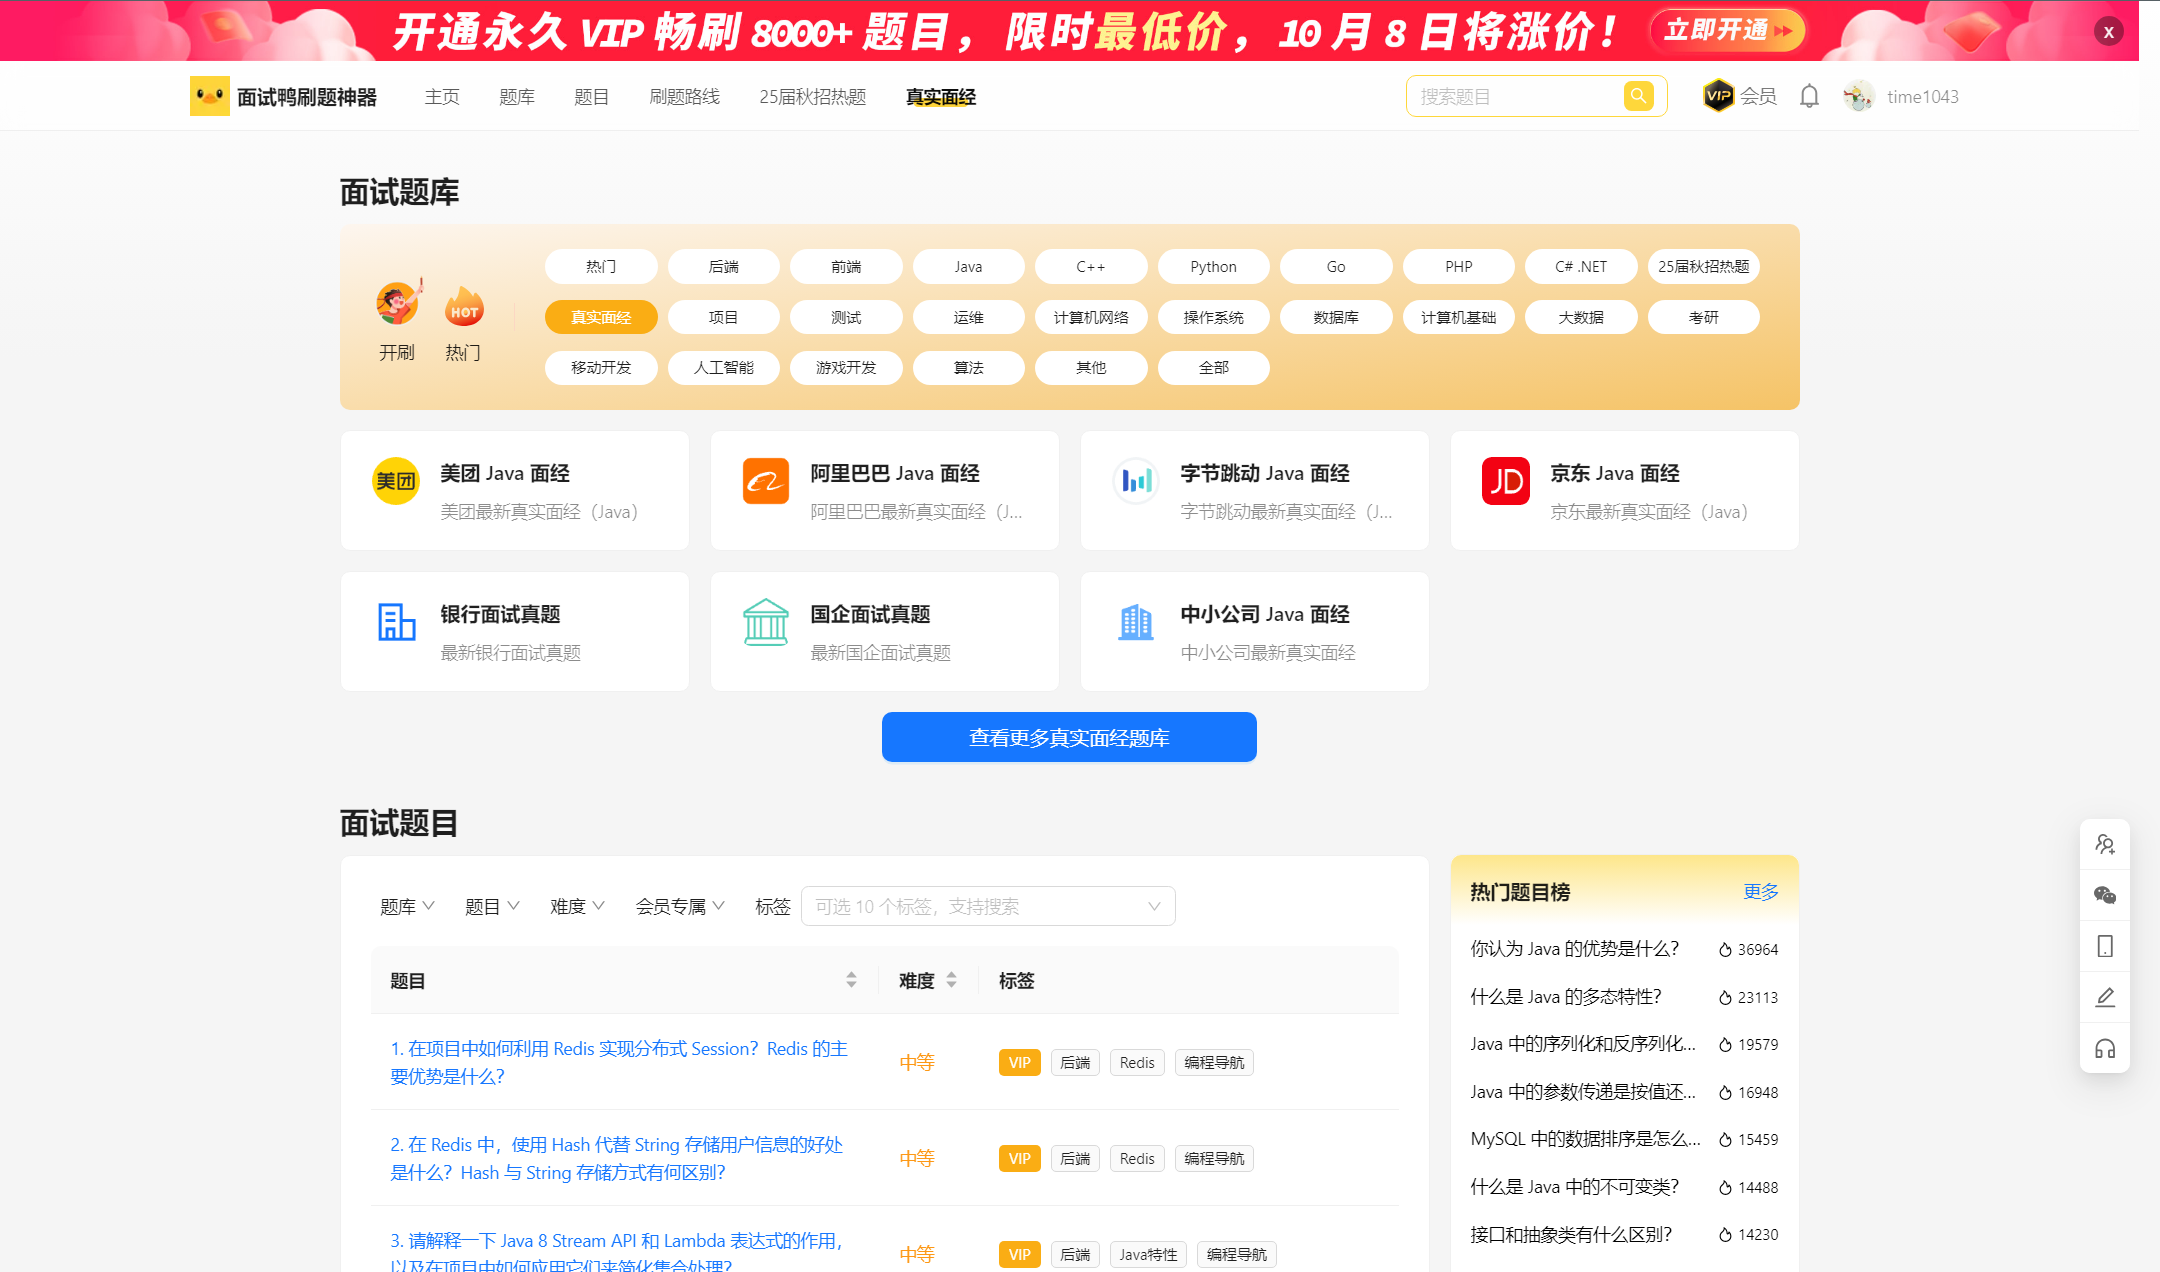 开通永久 VIP 畅刷 8000+ 题目，限时最低价，10 月 8 日将涨价！ 立即开通 x
面试鸭刷题神器 主页 题库 题目 刷题路线 25届秋招热题 真实面经 搜索题目 VIP 会员 time1043
面试题库
热门 后端 前端 Java C++ Python Go PHP C# .NET 25届秋招热题
HOT
真实面经 项目 测试 运维 计算机网络 操作系统 数据库 计算机基础 大数据 考研
开刷 热门
移动开发 人工智能 游戏开发 算法 其他 全部
美团 美团 Java 面经
美团最新真实面经（Java）
阿里巴巴 Java 面经
阿里巴巴最新真实面经（J...
字节跳动 Java 面经
字节跳动最新真实面经（J...
JD 京东 Java 面经
京东最新真实面经（Java）
银行面试真题
最新银行面试真题
国企面试真题
最新国企面试真题
中小公司 Java 面经
中小公司最新真实面经
查看更多真实面经题库
面试题目
题库 题目 难度 会员专属 标签 可选 10 个标签，支持搜索
题目 难度 标签
1. 在项目中如何利用 Redis 实现分布式 Session？Redis 的主
要优势是什么？
中等 VIP 后端 Redis 编程导航
2. 在 Redis 中，使用 Hash 代替 String 存储用户信息的好处
是什么？Hash 与 String 存储方式有何区别？
中等 VIP 后端 Redis 编程导航
3. 请解释一下 Java 8 Stream API 和 Lambda 表达式的作用，
以及在项目中如何应用它们来简化集合处理？
中等 VIP 后端 Java特性 编程导航
热门题目榜 更多
你认为 Java 的优势是什么？ 36964
什么是 Java 的多态特性？ 23113
Java 中的序列化和反序列化... 19579
Java 中的参数传递是按值还... 16948
MySQL 中的数据排序是怎么... 15459
什么是 Java 中的不可变类？ 14488
接口和抽象类有什么区别？ 14230